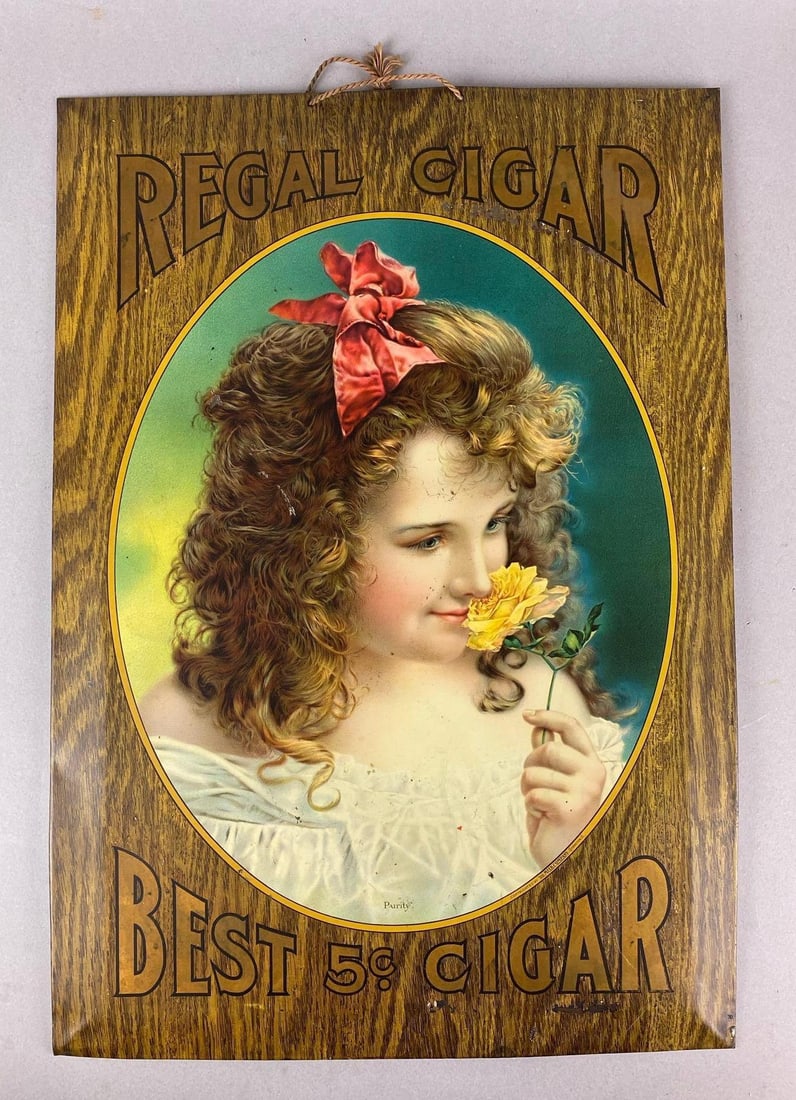 REGAL CIGAR
"Purity".
BEST 5¢ CIGAR